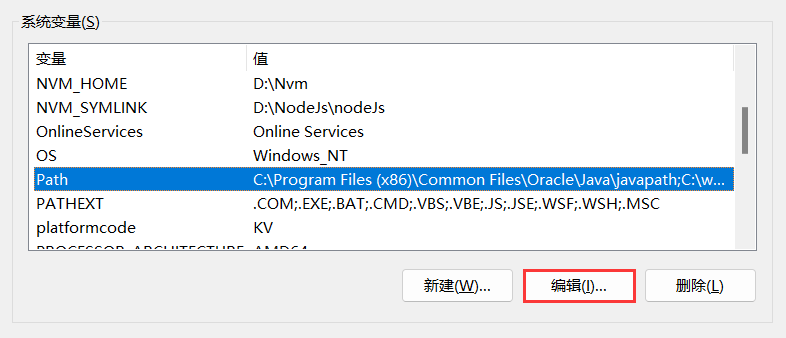 系统变量(S)
变量 值
NVM_HOME D:\Nvm
NVM_SYMLINK D:\NodeJs\nodeJs
OnlineServices Online Services
OS Windows_NT
Path C:\Program Files (x86)\Common Files\Oracle\Java\javapath;C:\w...
PATHEXT .COM;.EXE;.BAT;.CMD;.VBS;.VBE;.JS;.JSE;.WSF;.WSH;.MSC
platformcode KV
PROCESSOR_ARCHITECTURE AMD64
新建(W)... 编辑(I)... 删除(L)